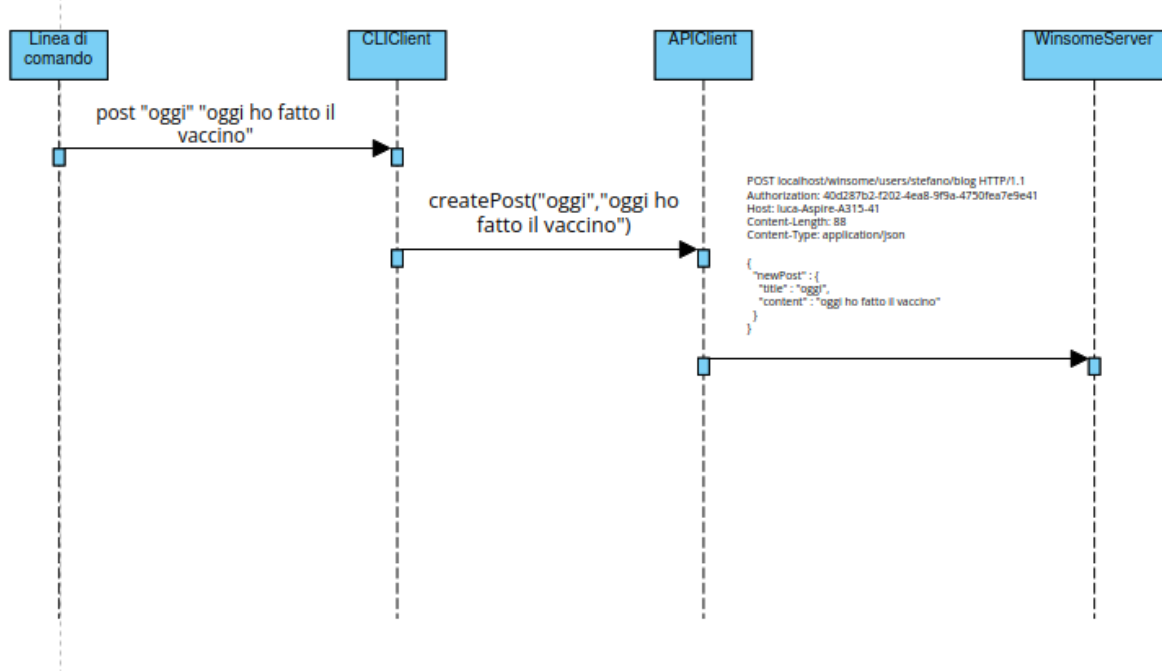 Linea di
comando
CLIClient
APIClient
WinsomeServer
post "oggi" "oggi ho fatto il
vaccino"
createPost("oggi","oggi ho
fatto il vaccino")
POST localhost/winsome/users/stefano/blog HTTP/1.1
Authorization: 40d287b2-f202-4ea8-9f9a-4750fea7e9e41
Host: luca-Aspire-A315-41
Content-Length: 88
Content-Type: application/json
{
"newPost" : {
"title" : "oggi",
"content" : "oggi ho fatto il vaccino"
}
}